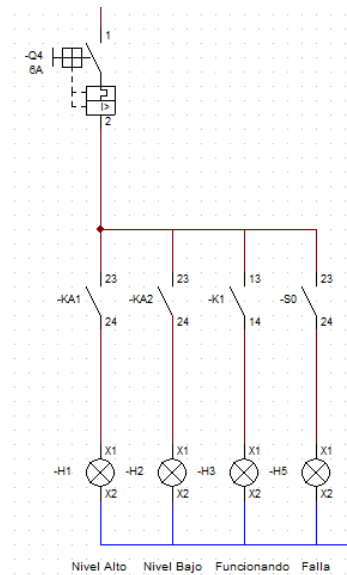 1
-Q4
6A
I>
2
23 23 13 23
-KA1 -KA2 -K1 -S0
24 24 14 24
X1 X1 X1 X1
-H1 -H2 -H3 -H5
X2 X2 X2 X2
Nivel Alto Nivel Bajo Funcionando Falla